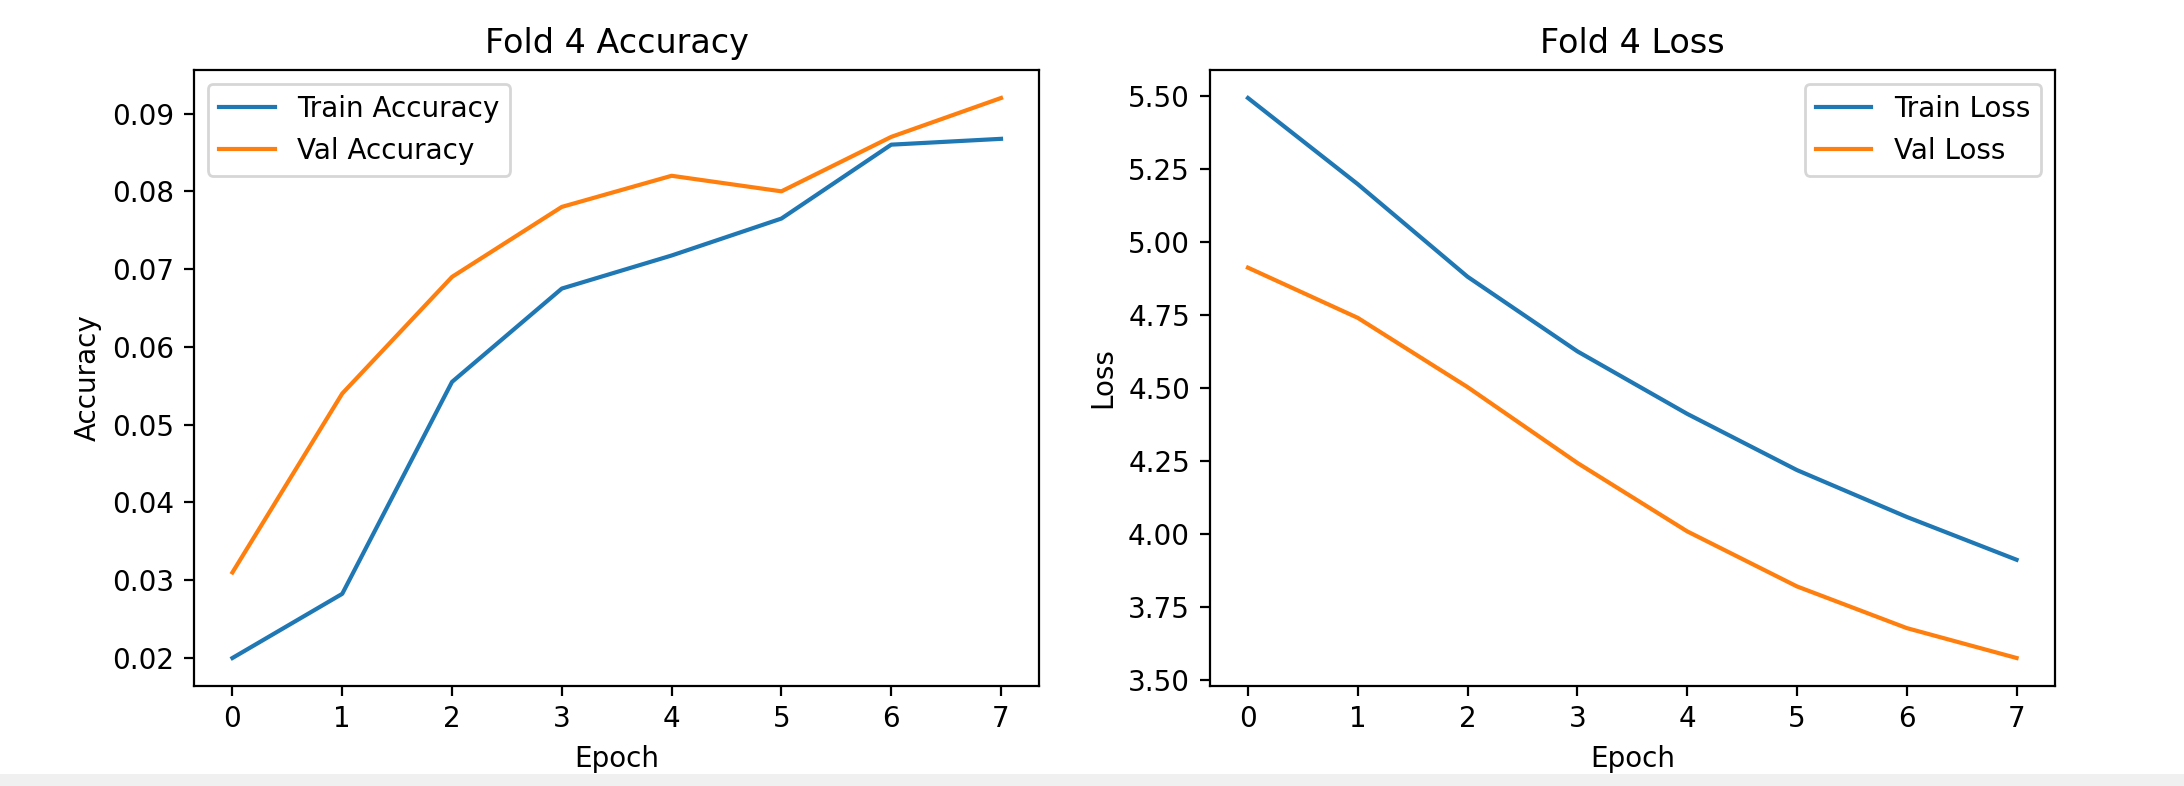 Fold 4 Accuracy
Train Accuracy
Val Accuracy
0.09
0.08
0.07
0.06
0.05
0.04
0.03
0.02
Accuracy
0 1 2 3 4 5 6 7
Epoch
Fold 4 Loss
Train Loss
Val Loss
5.50
5.25
5.00
4.75
4.50
4.25
4.00
3.75
3.50
Loss
0 1 2 3 4 5 6 7
Epoch